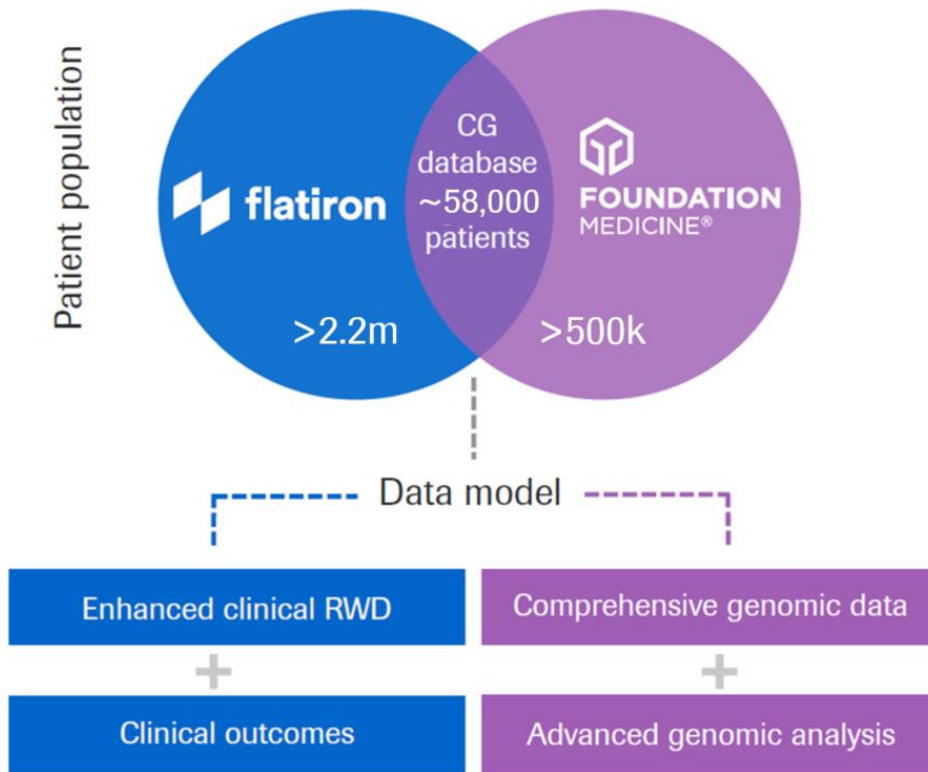 Patient population
CG
database
~58,000
patients
flatiron
FOUNDATION
MEDICINE®
>2.2m
>500k
Data model
Enhanced clinical RWD
Comprehensive genomic data
+
+
Clinical outcomes
Advanced genomic analysis